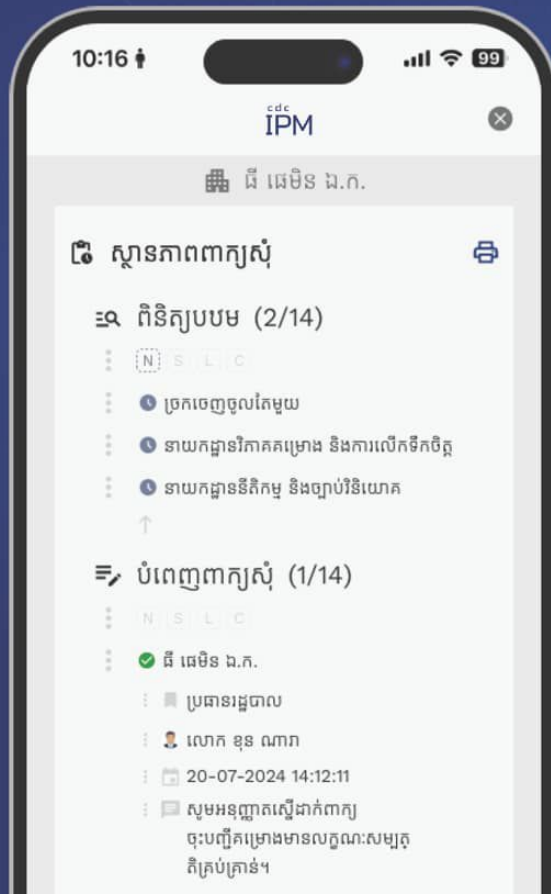 10:16
99
cdc
IPM
ធី ផេមិន ឯ.ក.
ស្ថានភាពពាក្យសុំ
ពិនិត្យបឋម (2/14)
N S L C
ច្រកចេញចូលតែមួយ
នាយកដ្ឋានវិភាគគម្រោង និងការលើកទឹកចិត្ត
នាយកដ្ឋាននីតិកម្ម និងច្បាប់វិនិយោគ
បំពេញពាក្យសុំ (1/14)
N S L C
ធី ផេមិន ឯ.ក.
ប្រធានរដ្ឋបាល
លោក ខុន ណារា
20-07-2024 14:12:11
សូមអនុញ្ញាតស្នើដាក់ពាក្យ
ចុះបញ្ជីគម្រោងមានលក្ខណៈសម្បត្
តិគ្រប់គ្រាន់។